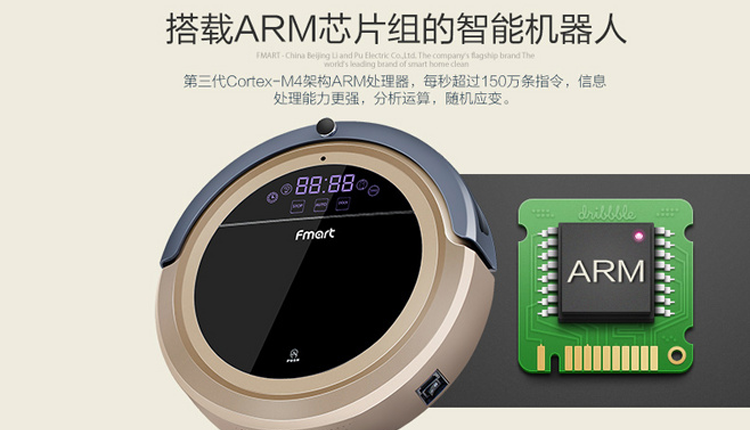 搭载ARM芯片组的智能机器人
FMART - China Beijing Li and Pu Electric Co.,Ltd. The company's flagship brand The
world's leading brand of smart home clean
第三代Cortex-M4架构ARM处理器，每秒超过150万条指令，信息
处理能力更强，分析运算，随机应变。
88:88
Fmart
dribbble
ARM